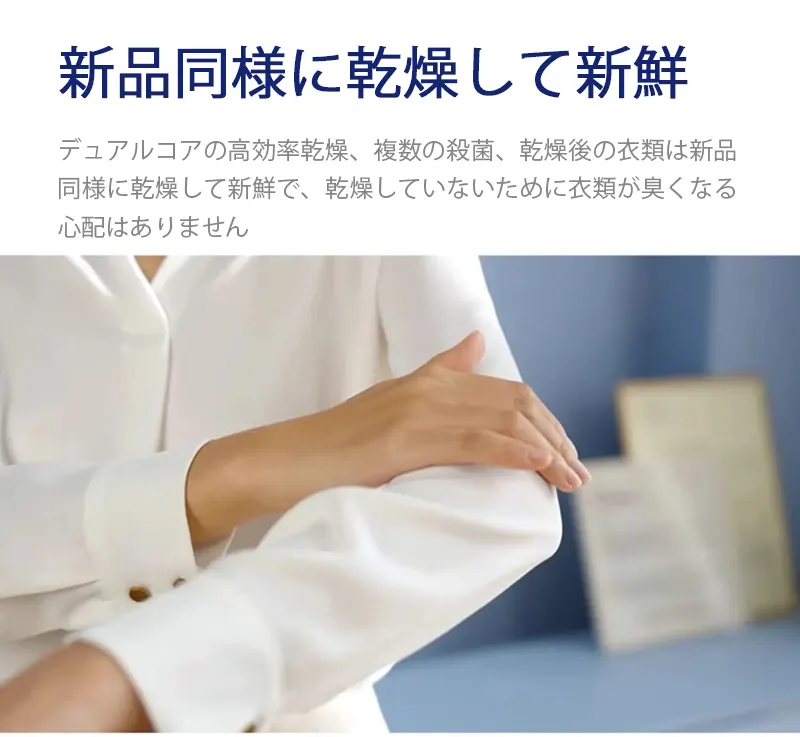 新品同様に乾燥して新鮮
デュアルコアの高効率乾燥、複数の殺菌、乾燥後の衣類は新品
同様に乾燥して新鮮で、乾燥していないために衣類が臭くなる
心配はありません